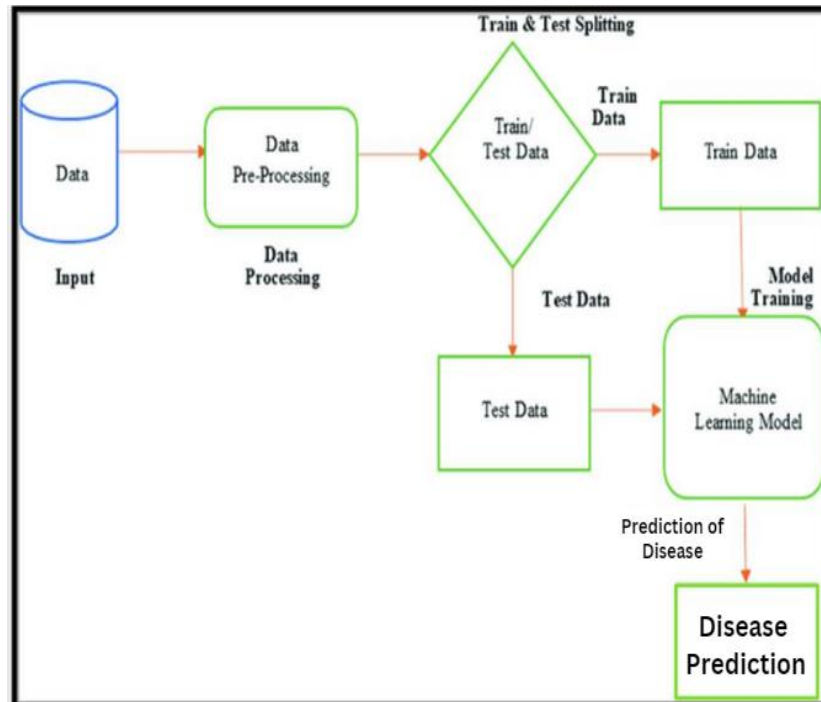 Train & Test Splitting
Data
Input
Data
Pre-Processing
Data
Processing
Train/
Test Data
Train
Data
Train Data
Test Data
Test Data
Model
Training
Machine
Learning Model
Prediction of
Disease
Disease
Prediction